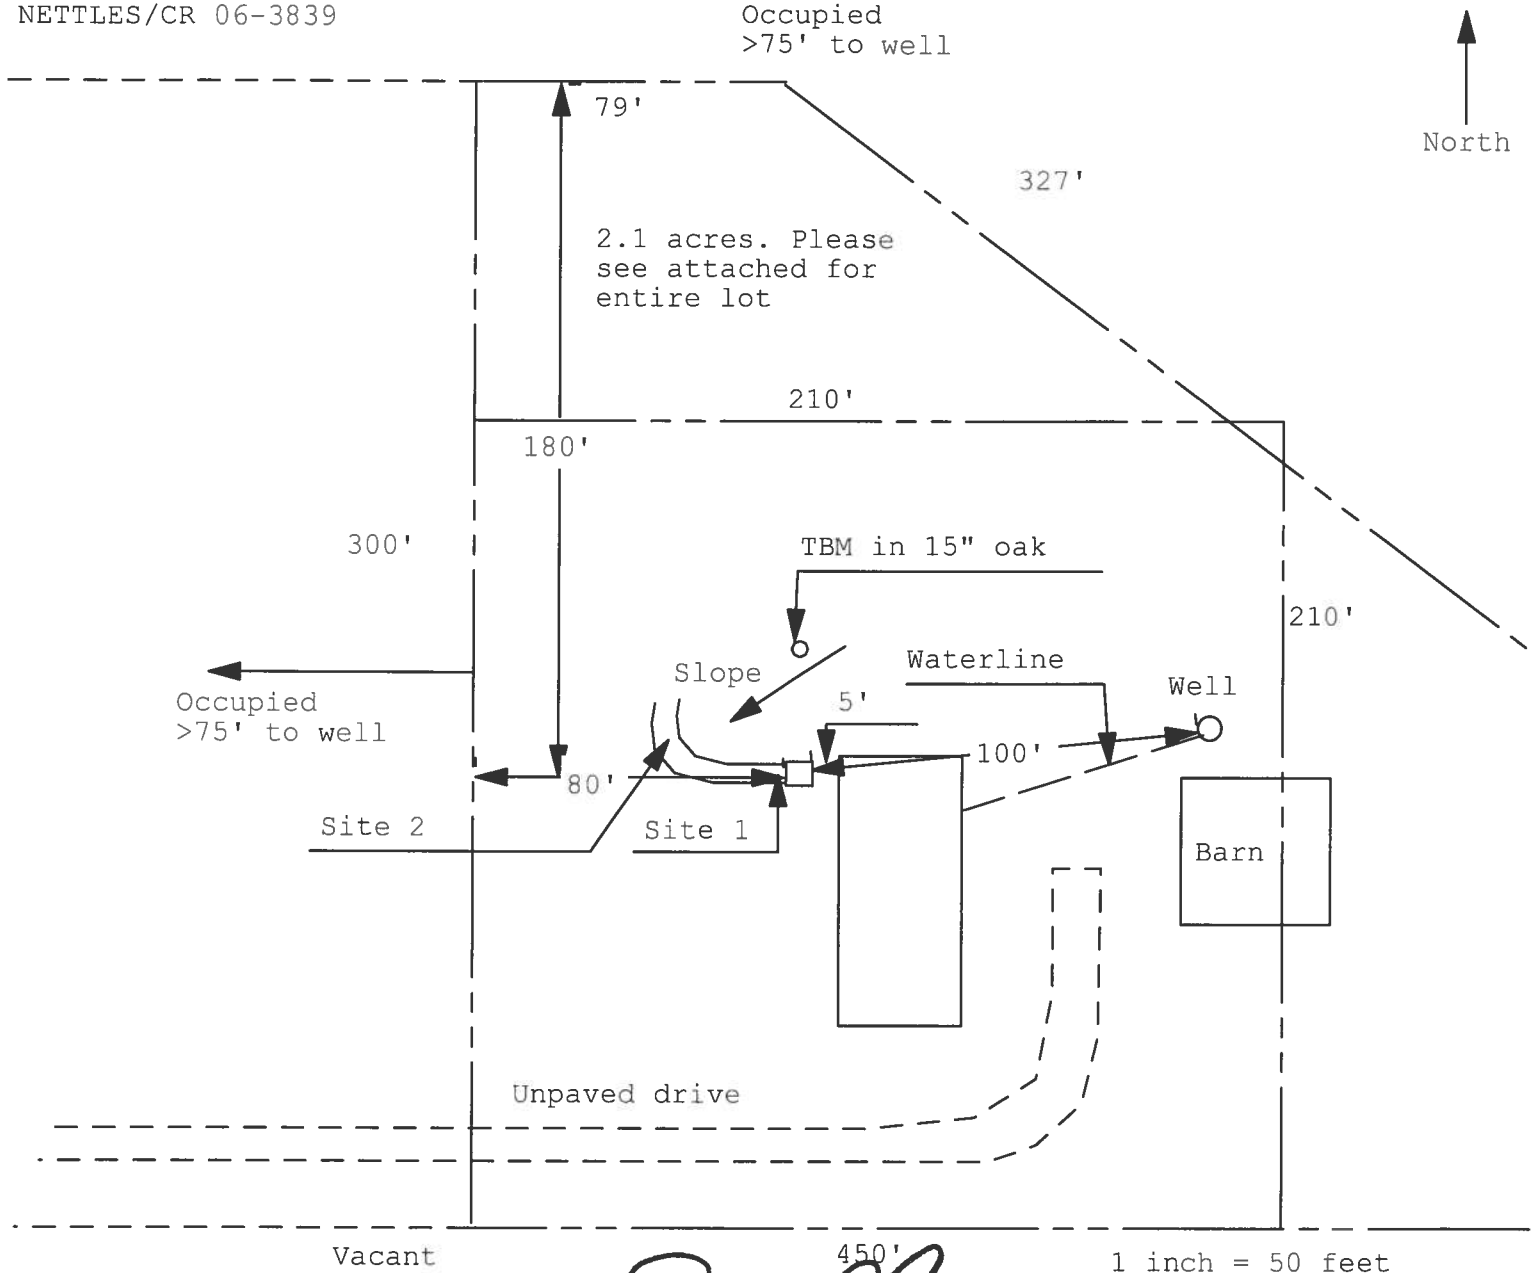 NETTLES/CR 06-3839
Occupied
>75' to well
North
79'
327'
2.1 acres. Please
see attached for
entire lot
210'
180'
300'
TBM in 15" oak
210'
Slope
Waterline
Well
Occupied
>75' to well
5'
100'
80'
Site 2
Site 1
Barn
Unpaved drive
Vacant
450'
1 inch = 50 feet